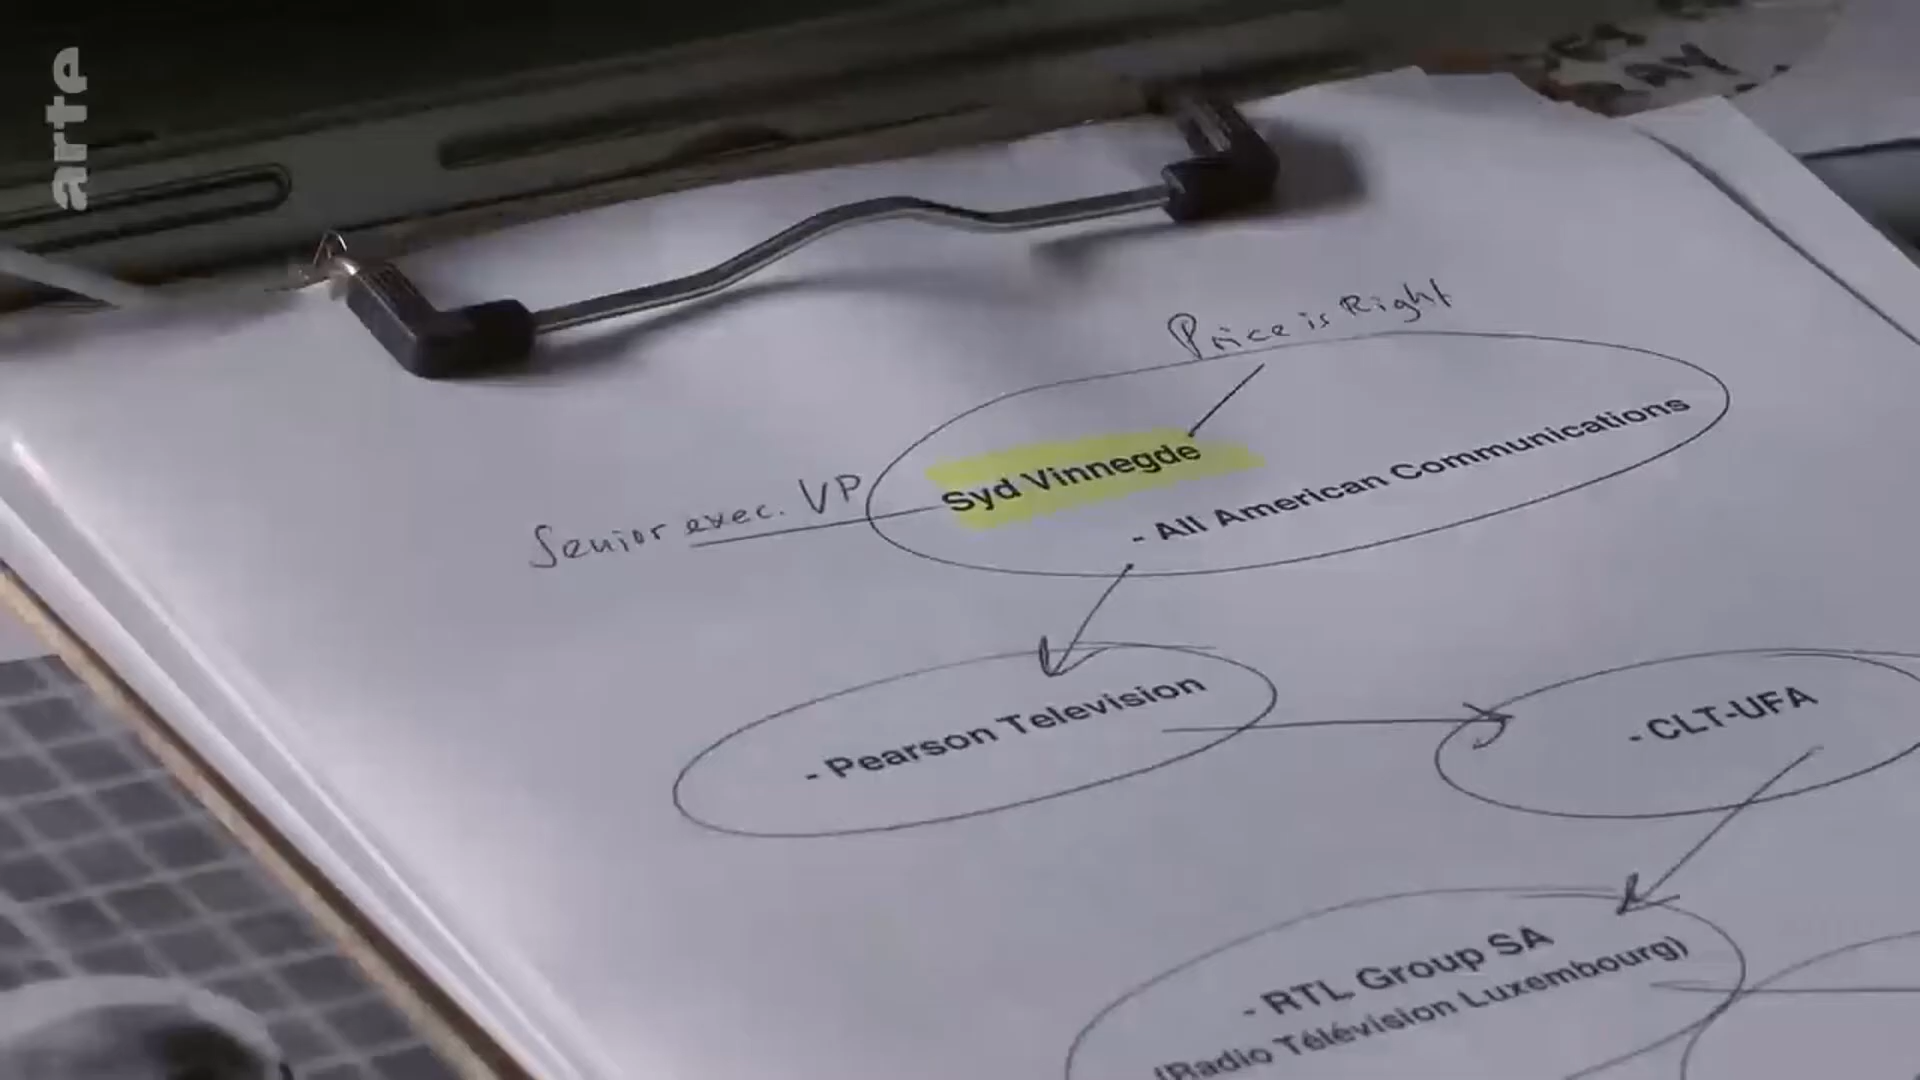 arte
Price is Right
Syd Vinnegde
- All American Communications
Senior exec. VP
- Pearson Television
- CLT-UFA
- RTL Group SA
(Radio Télévision Luxembourg)